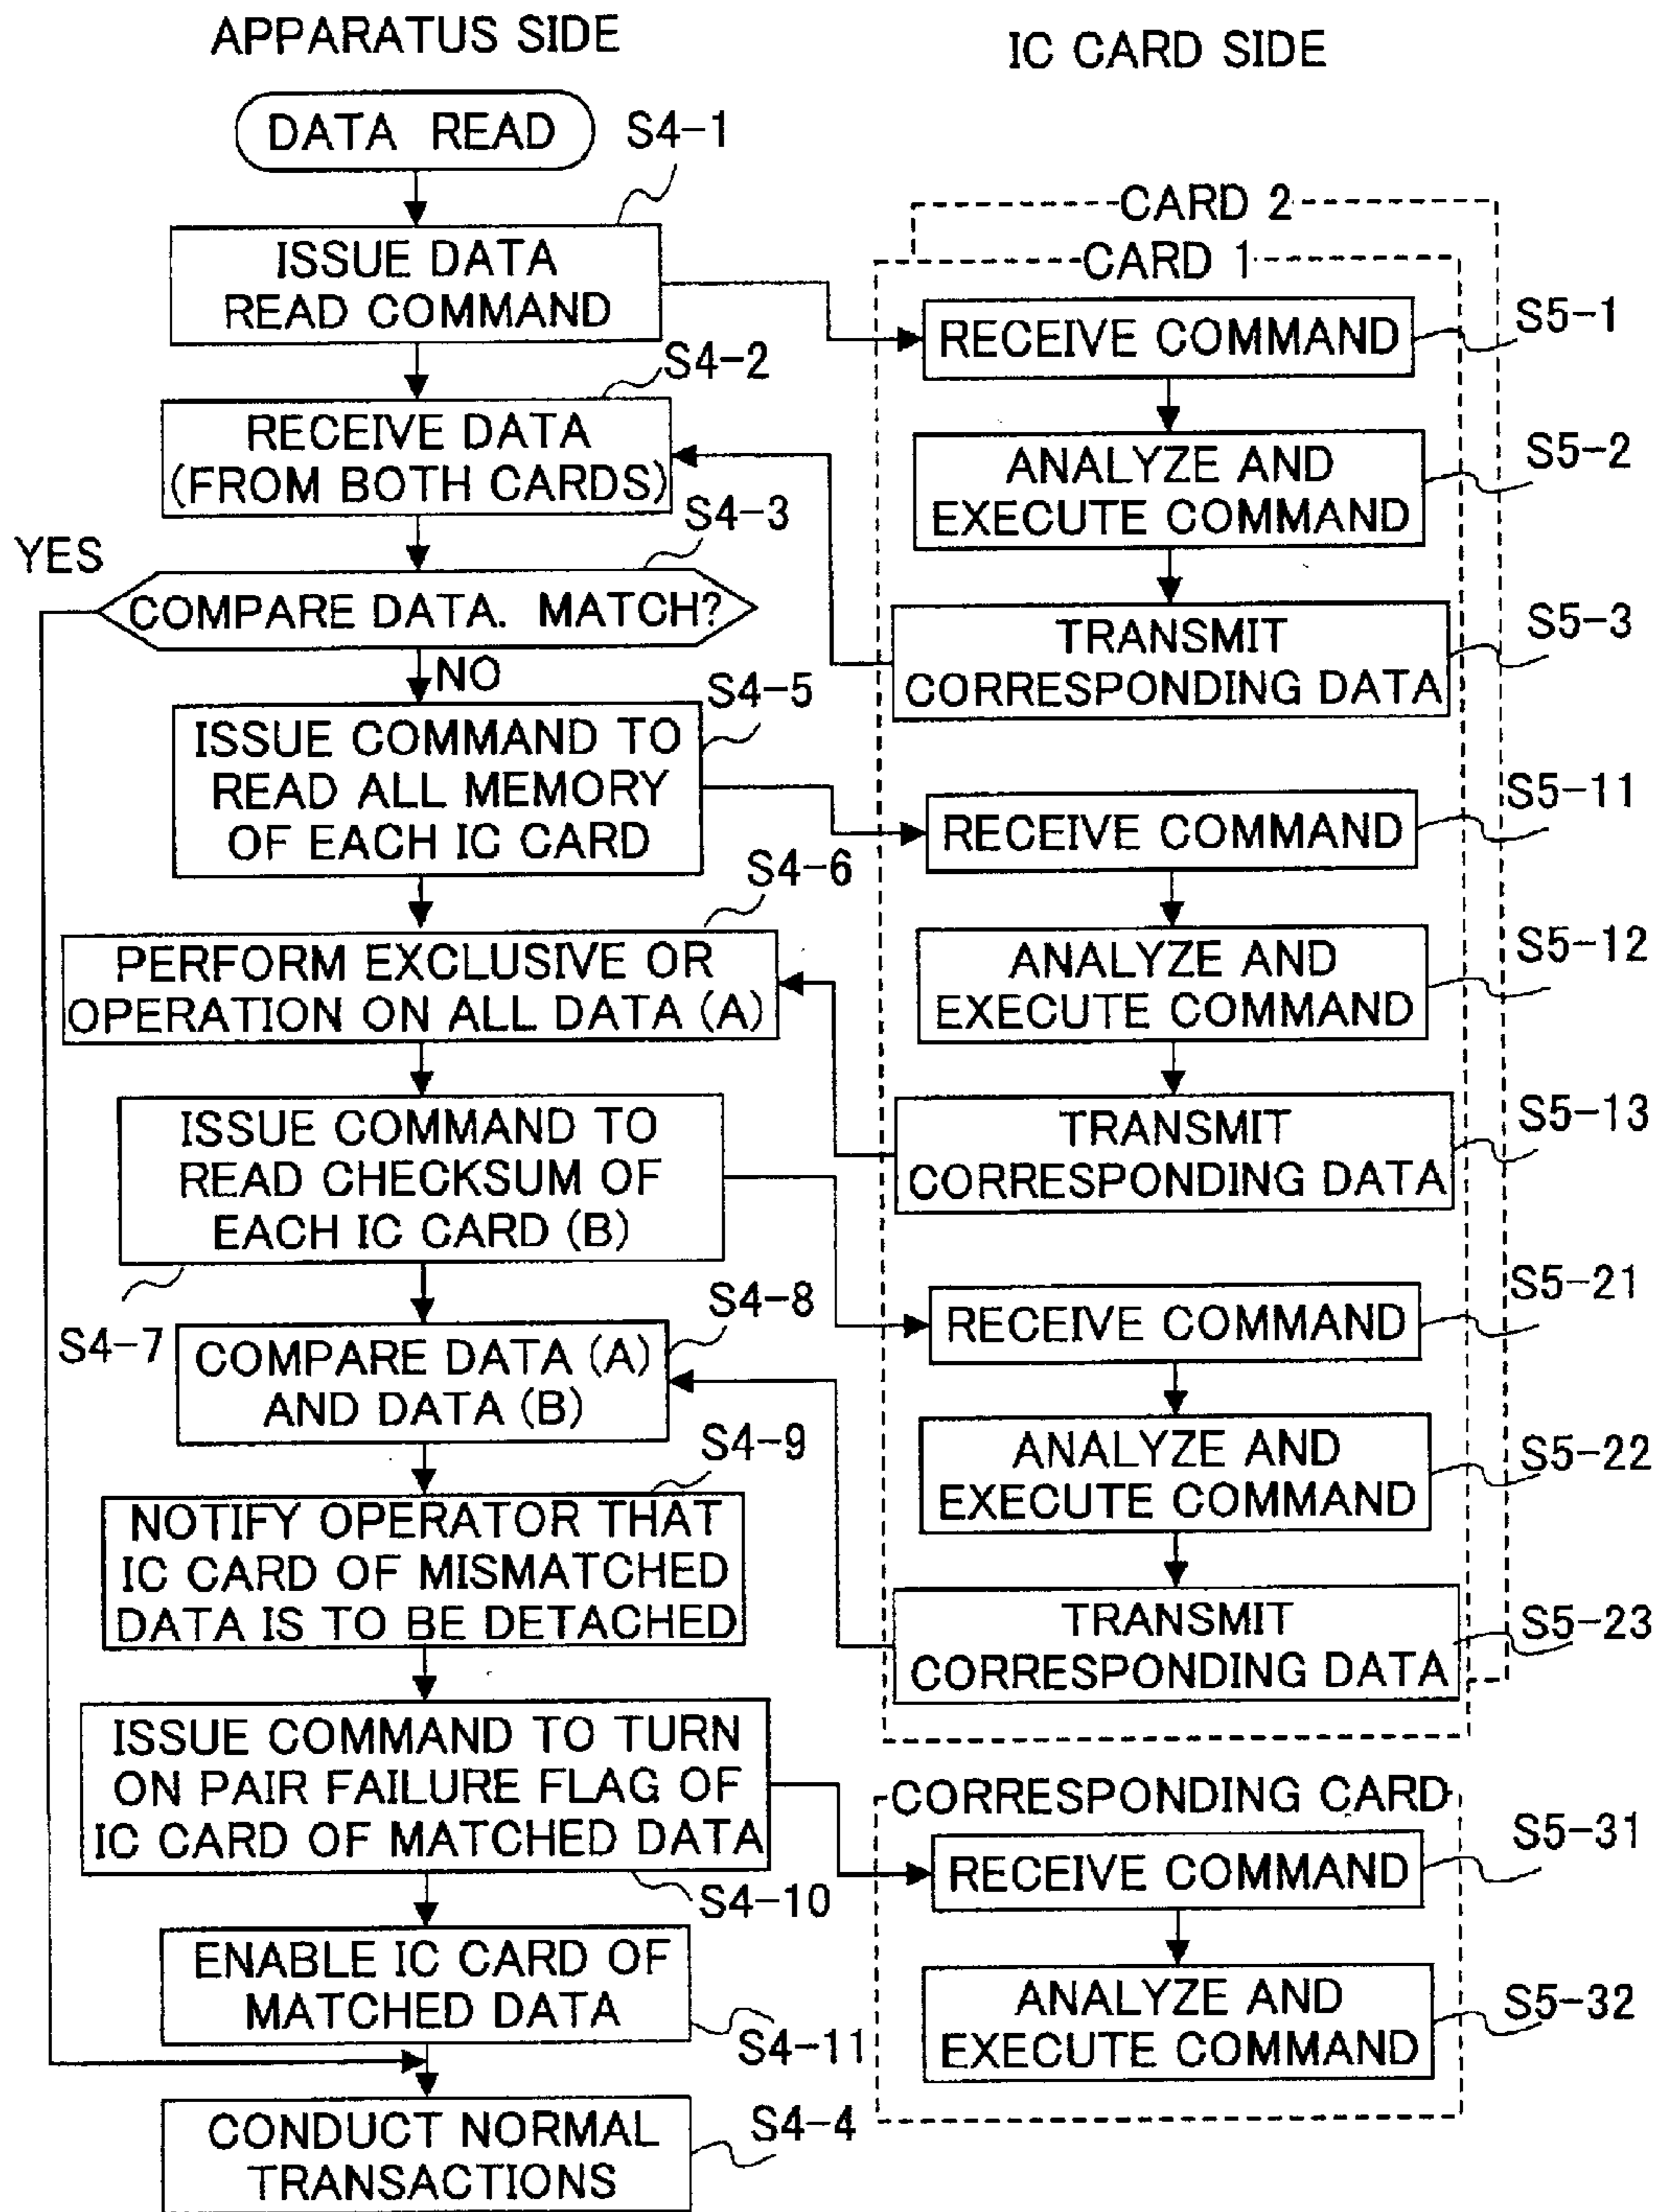 APPARATUS SIDE
IC CARD SIDE
DATA READ
S4-1
CARD 2
CARD 1
ISSUE DATA
READ COMMAND
RECEIVE COMMAND
S5-1
S4-2
RECEIVE DATA
(FROM BOTH CARDS)
ANALYZE AND
EXECUTE COMMAND
S5-2
S4-3
YES
COMPARE DATA. MATCH?
NO
TRANSMIT
CORRESPONDING DATA
S5-3
S4-5
ISSUE COMMAND TO
READ ALL MEMORY
OF EACH IC CARD
RECEIVE COMMAND
S5-11
S4-6
PERFORM EXCLUSIVE OR
OPERATION ON ALL DATA (A)
ANALYZE AND
EXECUTE COMMAND
S5-12
ISSUE COMMAND TO
READ CHECKSUM OF
EACH IC CARD (B)
S4-7
TRANSMIT
CORRESPONDING DATA
S5-13
S4-8
COMPARE DATA (A)
AND DATA (B)
RECEIVE COMMAND
S5-21
S4-9
NOTIFY OPERATOR THAT
IC CARD OF MISMATCHED
DATA IS TO BE DETACHED
ANALYZE AND
EXECUTE COMMAND
S5-22
TRANSMIT
CORRESPONDING DATA
S5-23
ISSUE COMMAND TO TURN
ON PAIR FAILURE FLAG OF
IC CARD OF MATCHED DATA
S4-10
CORRESPONDING CARD
RECEIVE COMMAND
S5-31
ENABLE IC CARD OF
MATCHED DATA
S4-11
ANALYZE AND
EXECUTE COMMAND
S5-32
CONDUCT NORMAL
TRANSACTIONS
S4-4